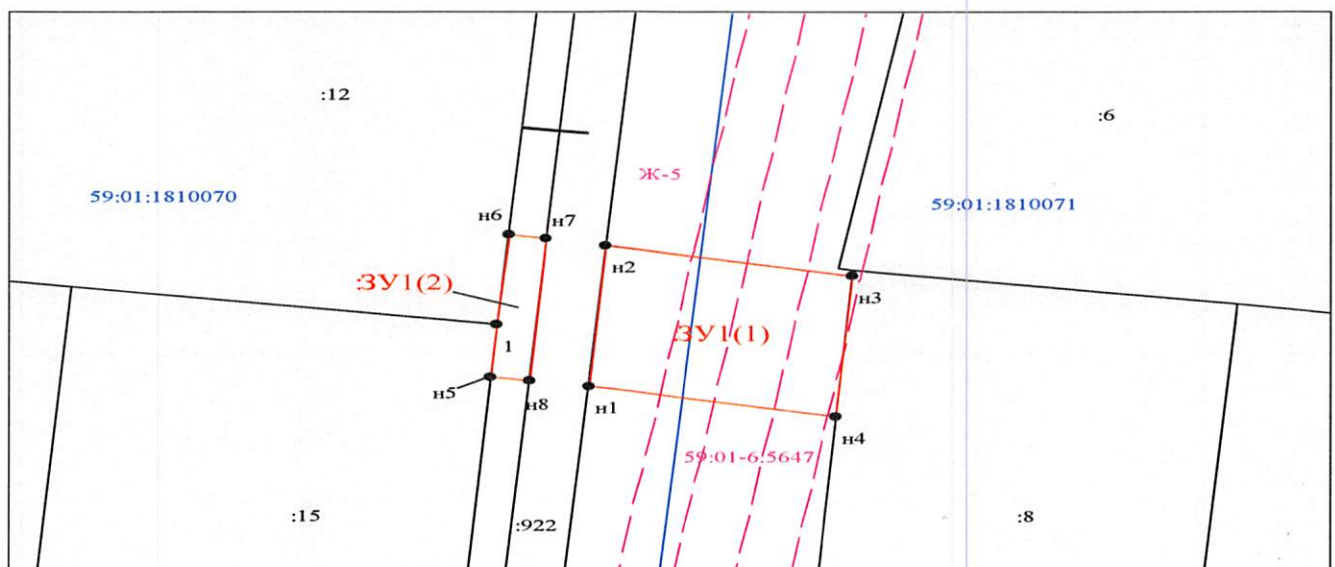 :12
:6
Ж-5
59:01:1810070
59:01:1810071
н6
н7
н2
:ЗУ1(2)
н3
ЗУ1(1)
1
н5
н8
н1
н4
59:01-6.5647
:15
:922
:8